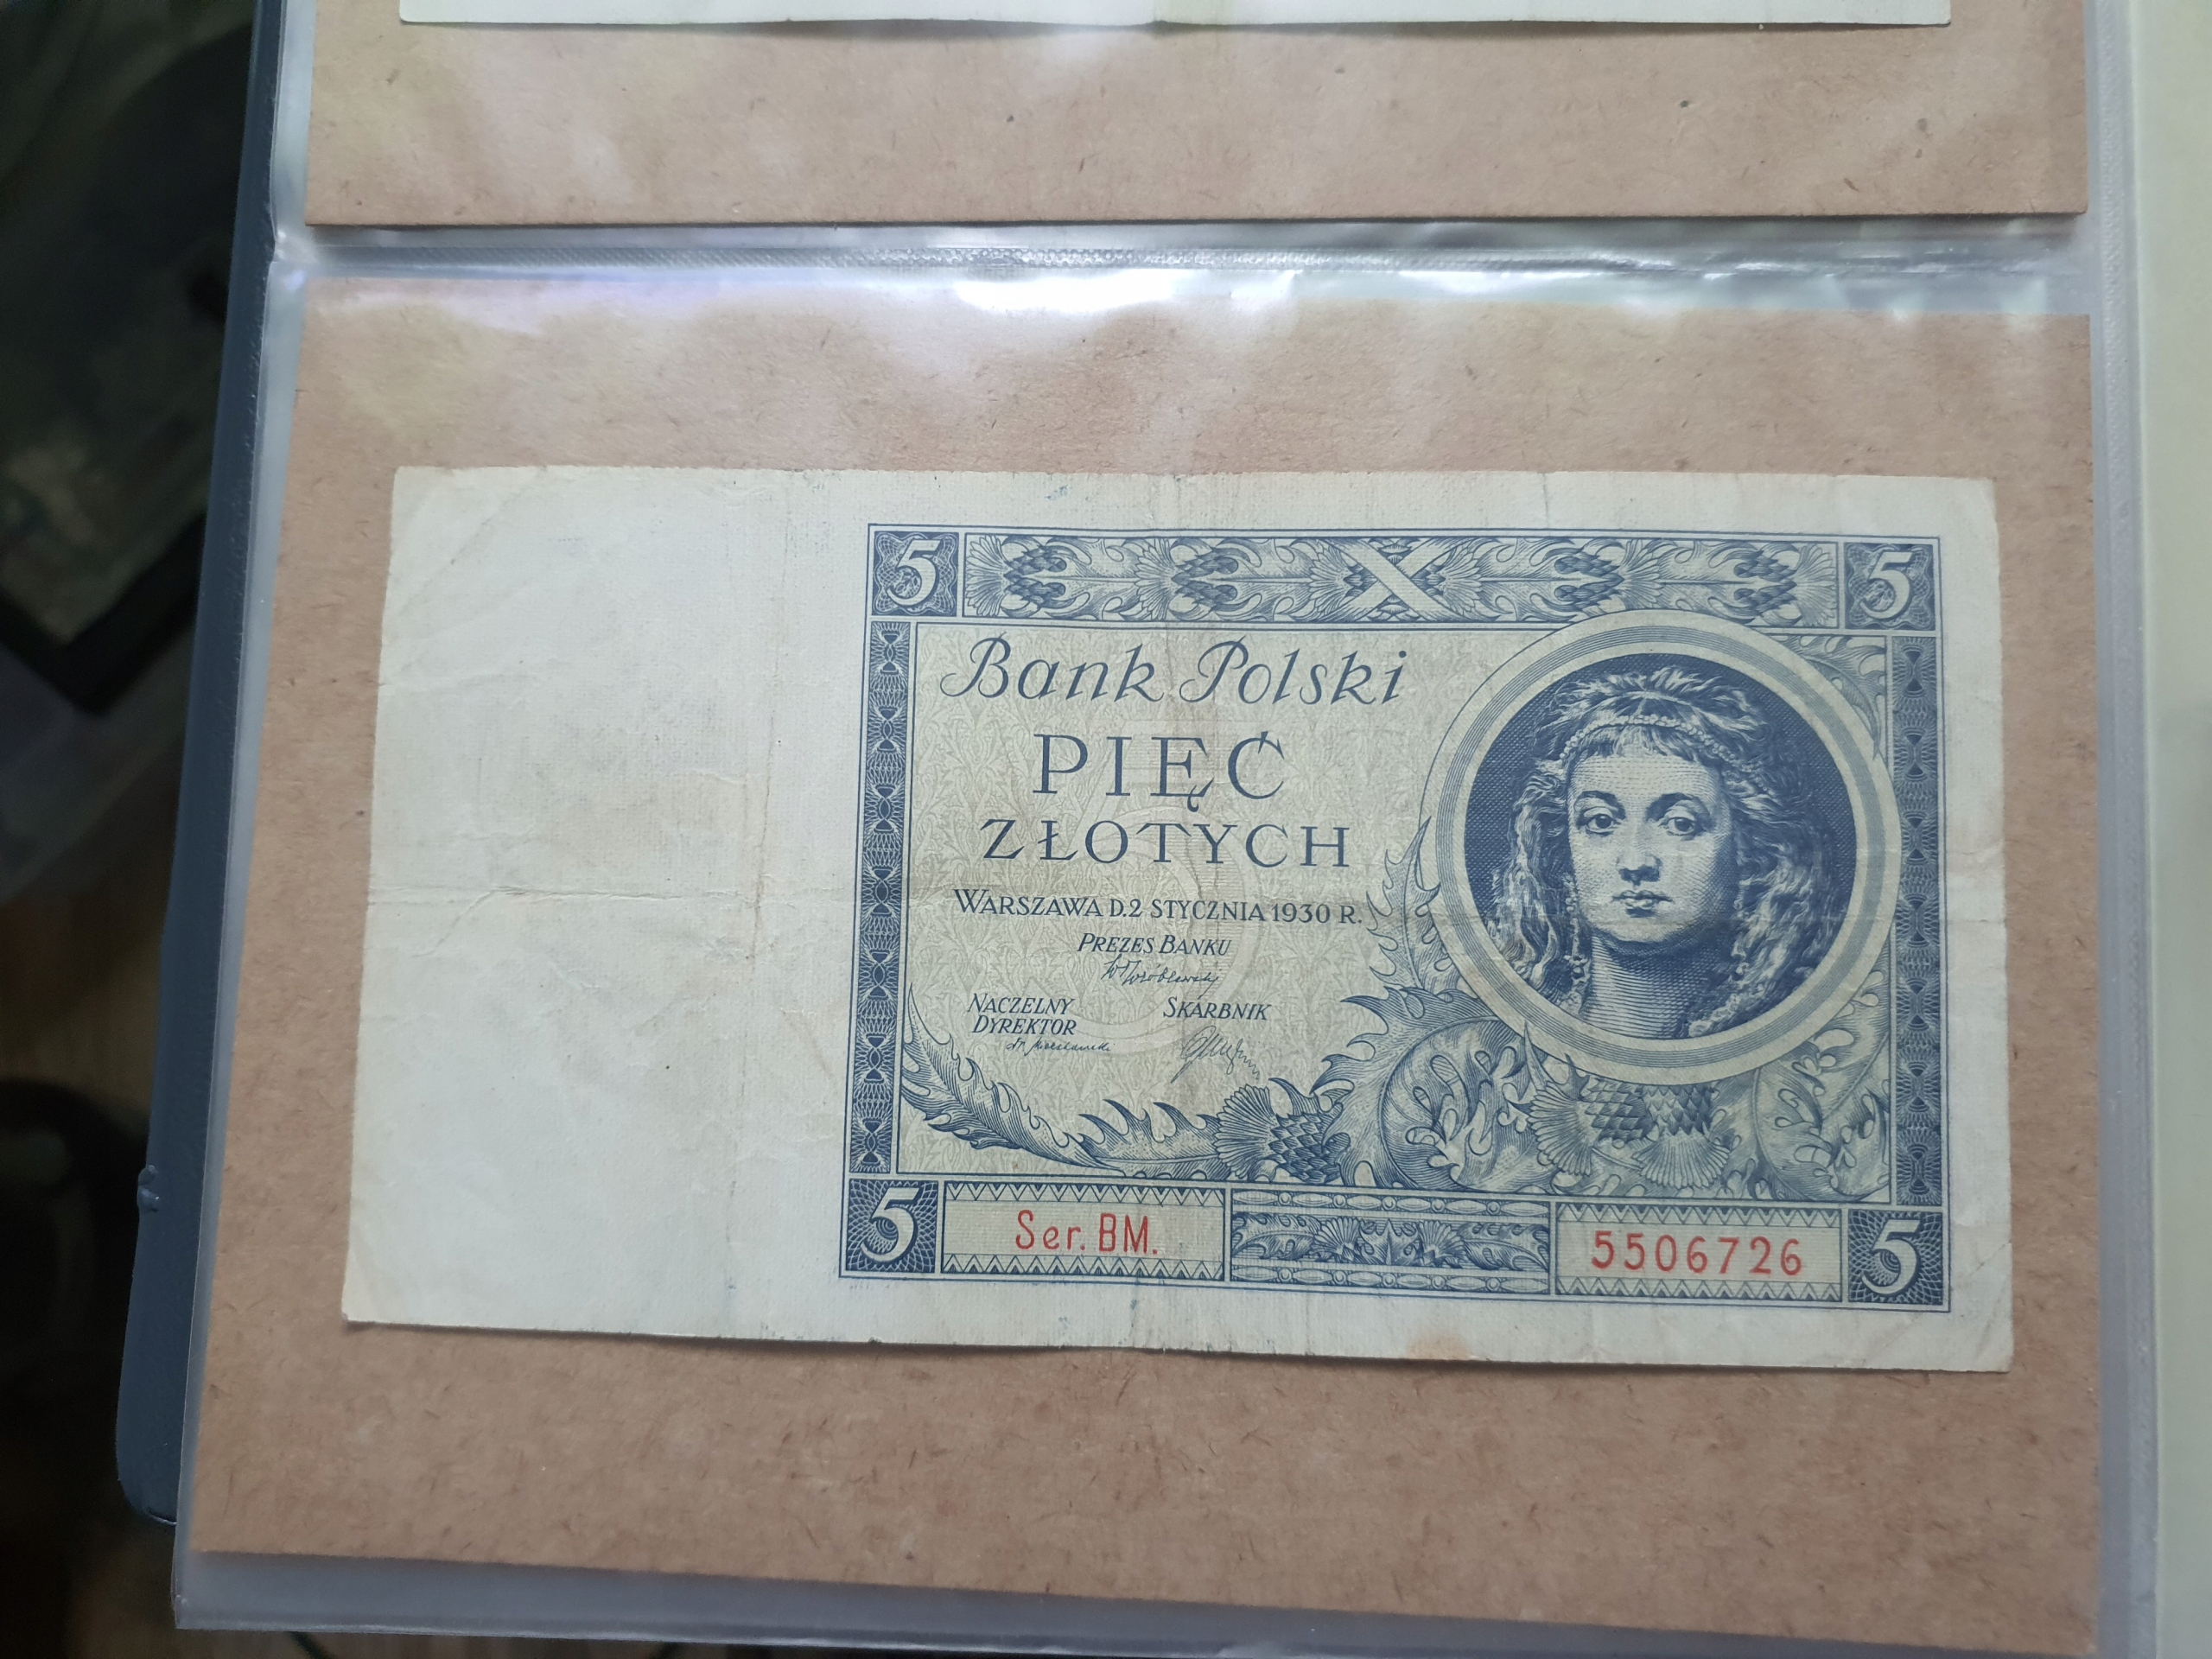 5 5
Bank Polski
PIĘĆ
ZŁOTYCH
WARSZAWA D.2 STYCZNIA 1930 R.
PREZES BANKU
NACZELNY SKARBNIK
DYREKTOR
5 Ser. BM. 5506726 5